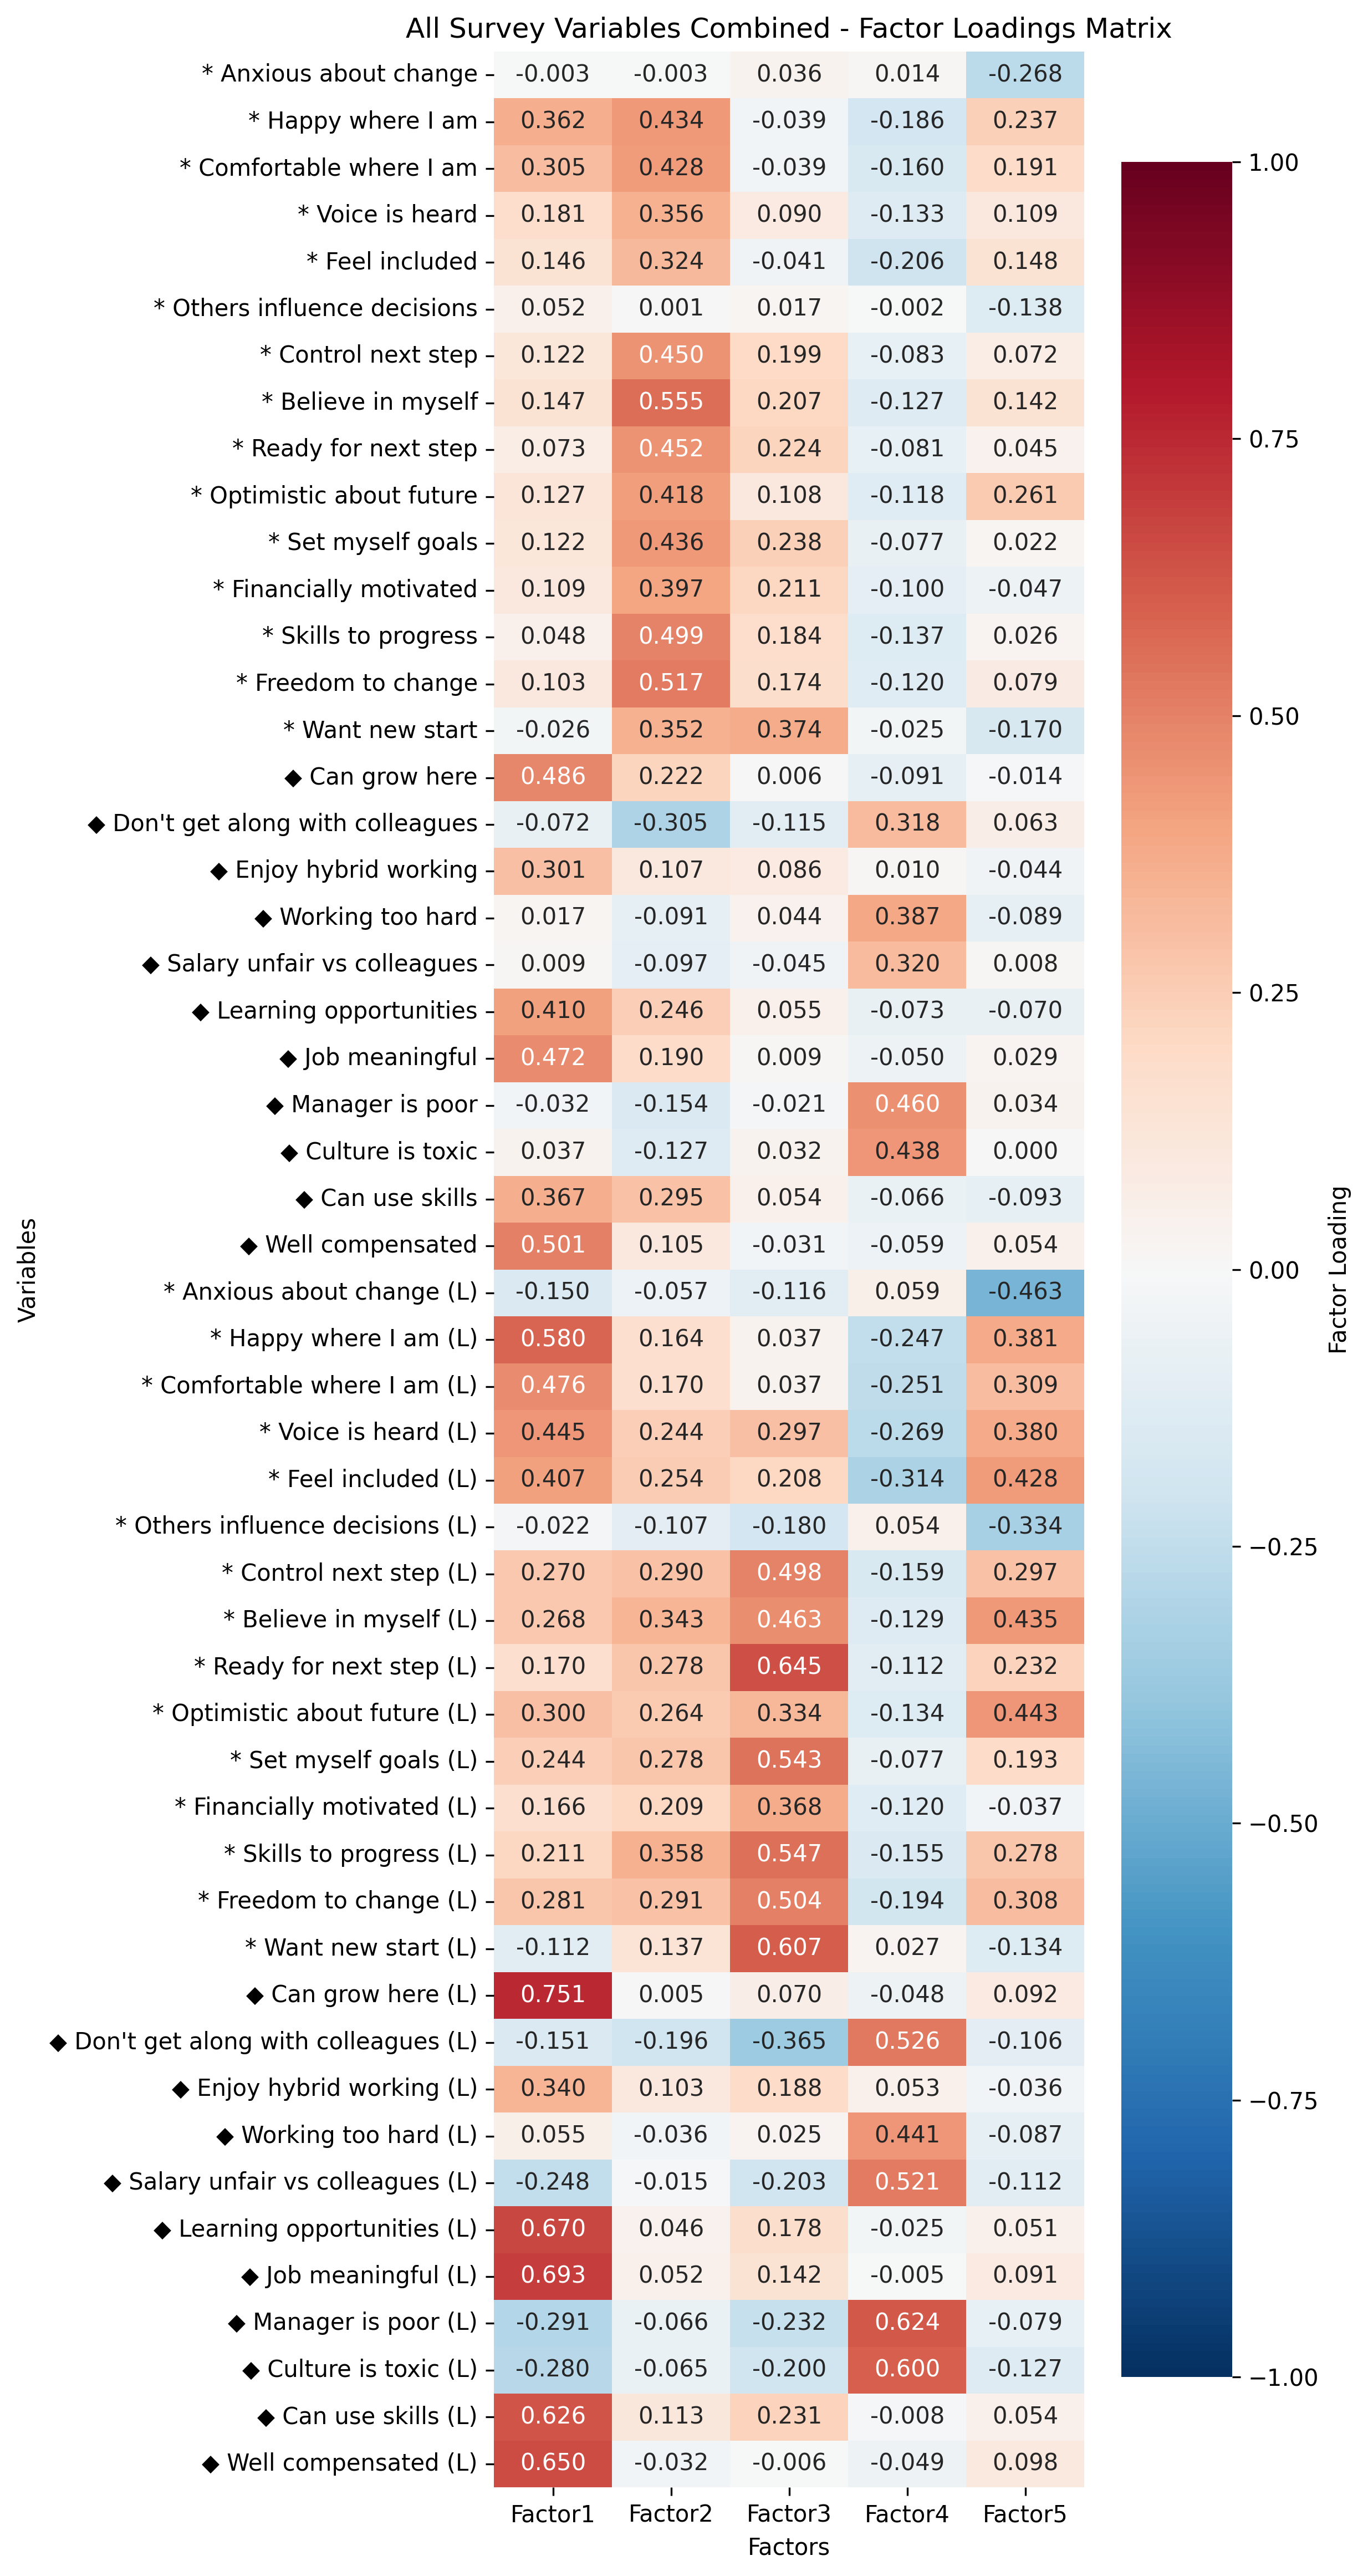 All Survey Variables Combined - Factor Loadings Matrix
* Anxious about change -0.003 -0.003 0.036 0.014 -0.268
* Happy where I am 0.362 0.434 -0.039 -0.186 0.237
* Comfortable where I am 0.305 0.428 -0.039 -0.160 0.191
* Voice is heard 0.181 0.356 0.090 -0.133 0.109
* Feel included 0.146 0.324 -0.041 -0.206 0.148
* Others influence decisions 0.052 0.001 0.017 -0.002 -0.138
* Control next step 0.122 0.450 0.199 -0.083 0.072
* Believe in myself 0.147 0.555 0.207 -0.127 0.142
* Ready for next step 0.073 0.452 0.224 -0.081 0.045
* Optimistic about future 0.127 0.418 0.108 -0.118 0.261
* Set myself goals 0.122 0.436 0.238 -0.077 0.022
* Financially motivated 0.109 0.397 0.211 -0.100 -0.047
* Skills to progress 0.048 0.499 0.184 -0.137 0.026
* Freedom to change 0.103 0.517 0.174 -0.120 0.079
* Want new start -0.026 0.352 0.374 -0.025 -0.170
◆ Can grow here 0.486 0.222 0.006 -0.091 -0.014
◆ Don't get along with colleagues -0.072 -0.305 -0.115 0.318 0.063
◆ Enjoy hybrid working 0.301 0.107 0.086 0.010 -0.044
◆ Working too hard 0.017 -0.091 0.044 0.387 -0.089
◆ Salary unfair vs colleagues 0.009 -0.097 -0.045 0.320 0.008
◆ Learning opportunities 0.410 0.246 0.055 -0.073 -0.070
◆ Job meaningful 0.472 0.190 0.009 -0.050 0.029
◆ Manager is poor -0.032 -0.154 -0.021 0.460 0.034
◆ Culture is toxic 0.037 -0.127 0.032 0.438 0.000
◆ Can use skills 0.367 0.295 0.054 -0.066 -0.093
◆ Well compensated 0.501 0.105 -0.031 -0.059 0.054
* Anxious about change (L) -0.150 -0.057 -0.116 0.059 -0.463
* Happy where I am (L) 0.580 0.164 0.037 -0.247 0.381
* Comfortable where I am (L) 0.476 0.170 0.037 -0.251 0.309
* Voice is heard (L) 0.445 0.244 0.297 -0.269 0.380
* Feel included (L) 0.407 0.254 0.208 -0.314 0.428
* Others influence decisions (L) -0.022 -0.107 -0.180 0.054 -0.334
* Control next step (L) 0.270 0.290 0.498 -0.159 0.297
* Believe in myself (L) 0.268 0.343 0.463 -0.129 0.435
* Ready for next step (L) 0.170 0.278 0.645 -0.112 0.232
* Optimistic about future (L) 0.300 0.264 0.334 -0.134 0.443
* Set myself goals (L) 0.244 0.278 0.543 -0.077 0.193
* Financially motivated (L) 0.166 0.209 0.368 -0.120 -0.037
* Skills to progress (L) 0.211 0.358 0.547 -0.155 0.278
* Freedom to change (L) 0.281 0.291 0.504 -0.194 0.308
* Want new start (L) -0.112 0.137 0.607 0.027 -0.134
◆ Can grow here (L) 0.751 0.005 0.070 -0.048 0.092
◆ Don't get along with colleagues (L) -0.151 -0.196 -0.365 0.526 -0.106
◆ Enjoy hybrid working (L) 0.340 0.103 0.188 0.053 -0.036
◆ Working too hard (L) 0.055 -0.036 0.025 0.441 -0.087
◆ Salary unfair vs colleagues (L) -0.248 -0.015 -0.203 0.521 -0.112
◆ Learning opportunities (L) 0.670 0.046 0.178 -0.025 0.051
◆ Job meaningful (L) 0.693 0.052 0.142 -0.005 0.091
◆ Manager is poor (L) -0.291 -0.066 -0.232 0.624 -0.079
◆ Culture is toxic (L) -0.280 -0.065 -0.200 0.600 -0.127
◆ Can use skills (L) 0.626 0.113 0.231 -0.008 0.054
◆ Well compensated (L) 0.650 -0.032 -0.006 -0.049 0.098
Factor1 Factor2 Factor3 Factor4 Factor5
Factors
Variables
1.00
0.75
0.50
0.25
0.00
−0.25
−0.50
−0.75
−1.00
Factor Loading